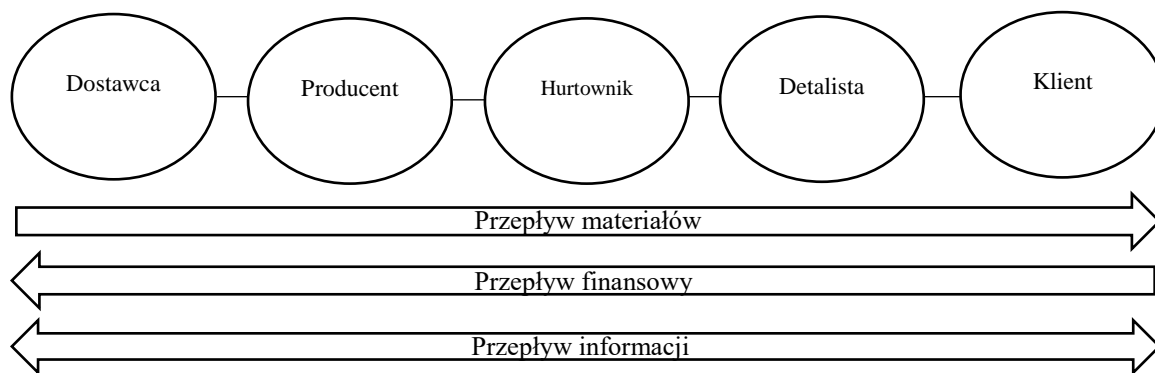 Dostawca
Producent
Hurtownik
Detalista
Klient
Przepływ materiałów
Przepływ finansowy
Przepływ informacji